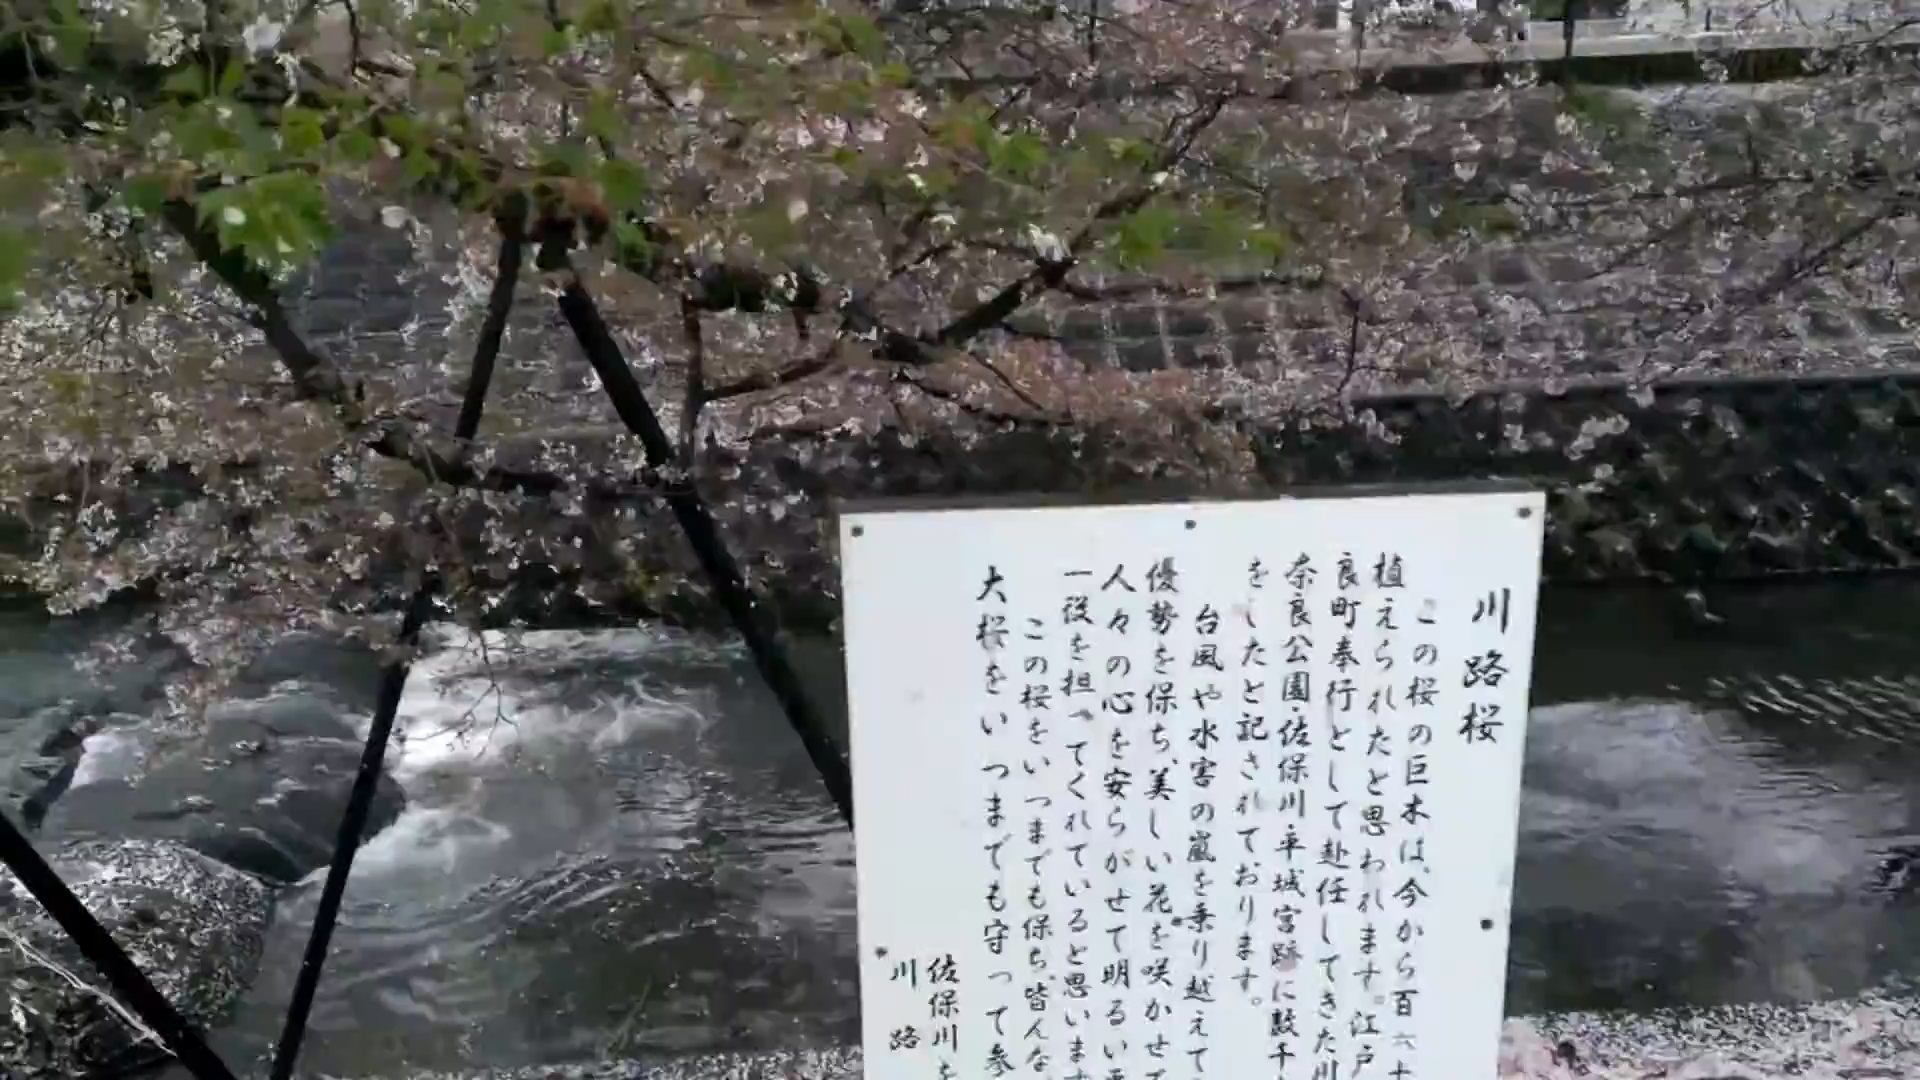 川路桜
この桜の巨木は、今から百六十
植えられたと思われます。江戸
良町奉行として赴任してきた川
奈良公園・佐保川・平城宮跡に数千
をしたと記されております。
台風や水害の嵐を乗り越えて
優勢を保ち、美しい花を咲かせて
人々の心を安らがせて明るい
一役を担ってくれていると思います
この桜をいつまでも保ち、皆んな
大桜をいつまでも守って参
佐保川を
川路